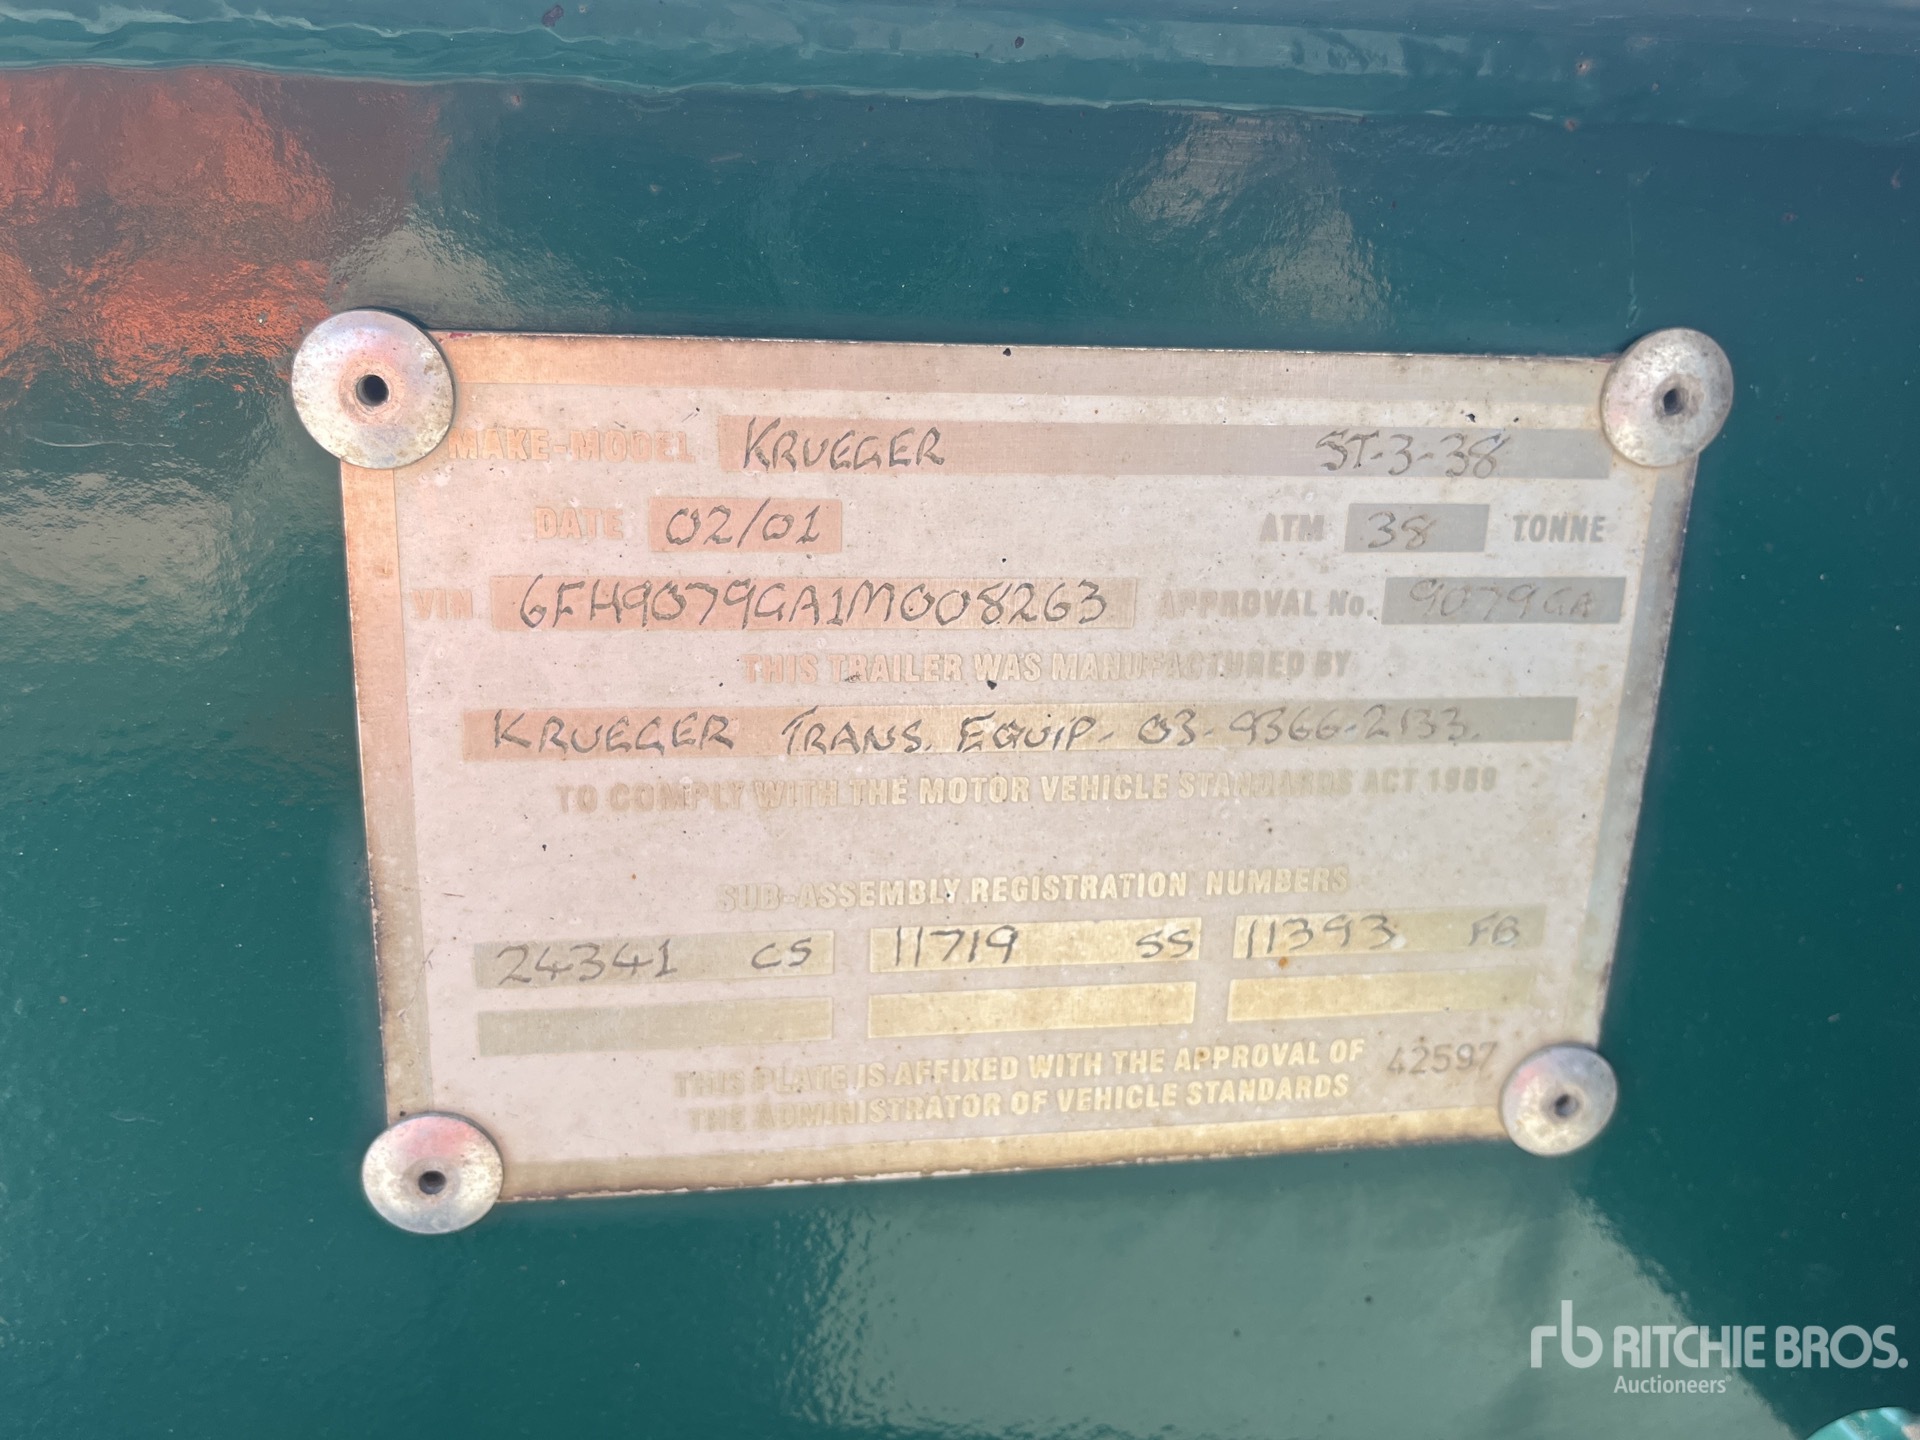 MAKE-MODEL KRUEGER ST-3-38
DATE 02/01 ATM 38 TONNE
VIN 6FH9079GA1M008263 APPROVAL No. 9079GA
THIS TRAILER WAS MANUFACTURED BY
KRUEGER TRANS. EQUIP- 03-9366-2133.
TO COMPLY WITH THE MOTOR VEHICLE STANDARDS ACT 1989
SUB-ASSEMBLY REGISTRATION NUMBERS
24341 CS 11719 SS 11393 FB
THIS PLATE IS AFFIXED WITH THE APPROVAL OF 42597
THE ADMINISTRATOR OF VEHICLE STANDARDS
rb RITCHIE BROS.
Auctioneers